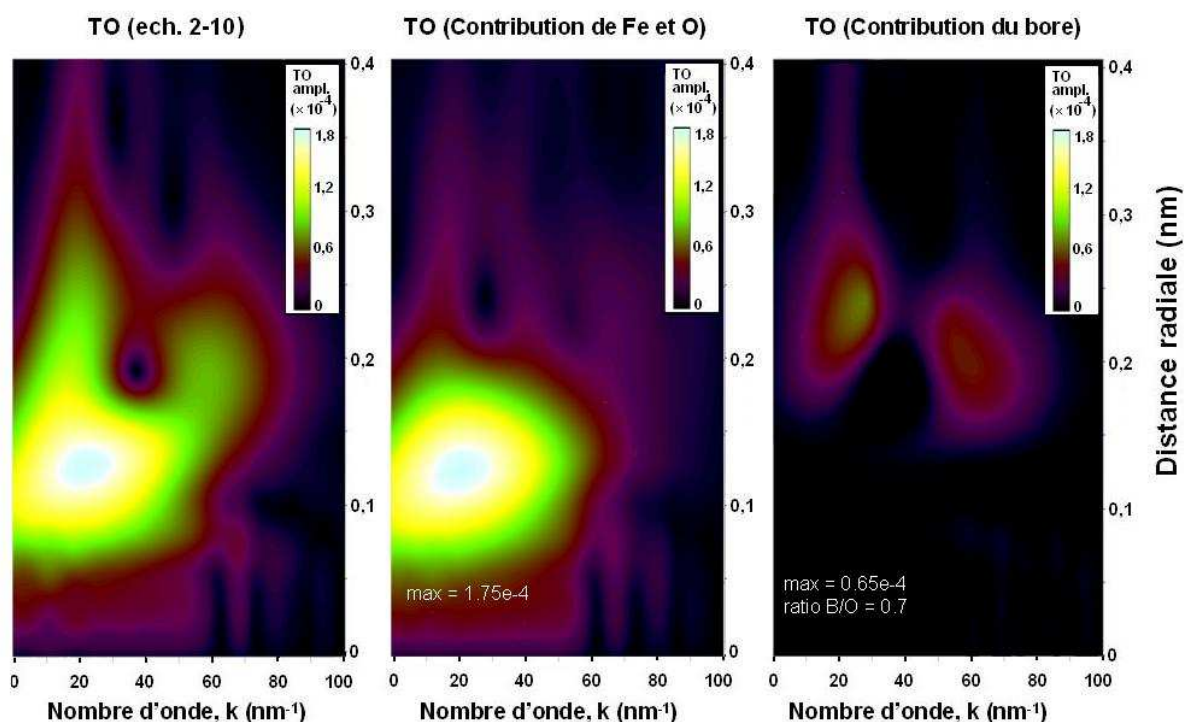 TO (ech. 2-10)
TO
ampl.
(× 10-4)
1,8
1,2
0,6
0
0,4
0,3
0,2
0,1
0
0 20 40 60 80 100
Nombre d'onde, k (nm-1)
TO (Contribution de Fe et O)
TO
ampl.
(× 10-4)
1,8
1,2
0,6
0
max = 1.75e-4
0,4
0,3
0,2
0,1
0
0 20 40 60 80 100
Nombre d'onde, k (nm-1)
TO (Contribution du bore)
TO
ampl.
(× 10-4)
1,8
1,2
0,6
0
max = 0.65e-4
ratio B/O = 0.7
0,4
0,3
0,2
0,1
0
0 20 40 60 80 100
Nombre d'onde, k (nm-1)
Distance radiale (nm)